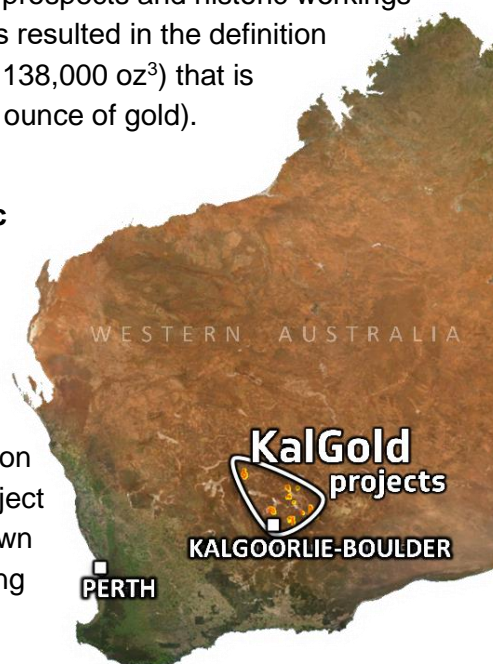 prospects and historic workings
s resulted in the definition
138,000 oz³) that is
ounce of gold).
c
WESTERN AUSTRALIA
on
ject
wn
ng
KalGold
projects
KALGOORLIE-BOULDER
PERTH